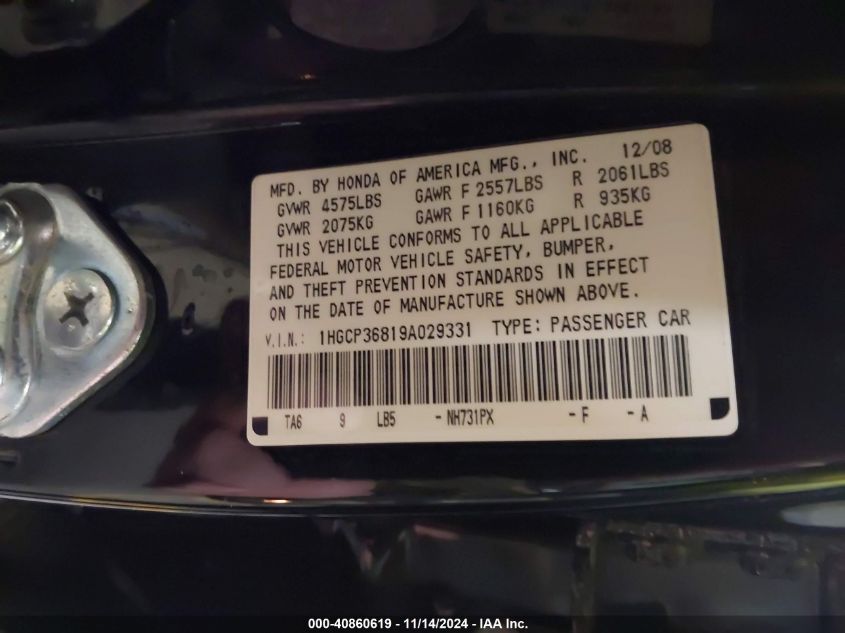 MFD. BY HONDA OF AMERICA MFG., INC. 12/08
GVWR 4575LBS GAWR F 2557LBS R 2061LBS
GVWR 2075KG GAWR F 1160KG R 935KG
THIS VEHICLE CONFORMS TO ALL APPLICABLE
FEDERAL MOTOR VEHICLE SAFETY, BUMPER,
AND THEFT PREVENTION STANDARDS IN EFFECT
ON THE DATE OF MANUFACTURE SHOWN ABOVE.
V.I.N.: 1HGCP36819A029331 TYPE: PASSENGER CAR
TA6 9 LB5 - NH731PX - F - A
000-40860619 - 11/14/2024 - IAA Inc.